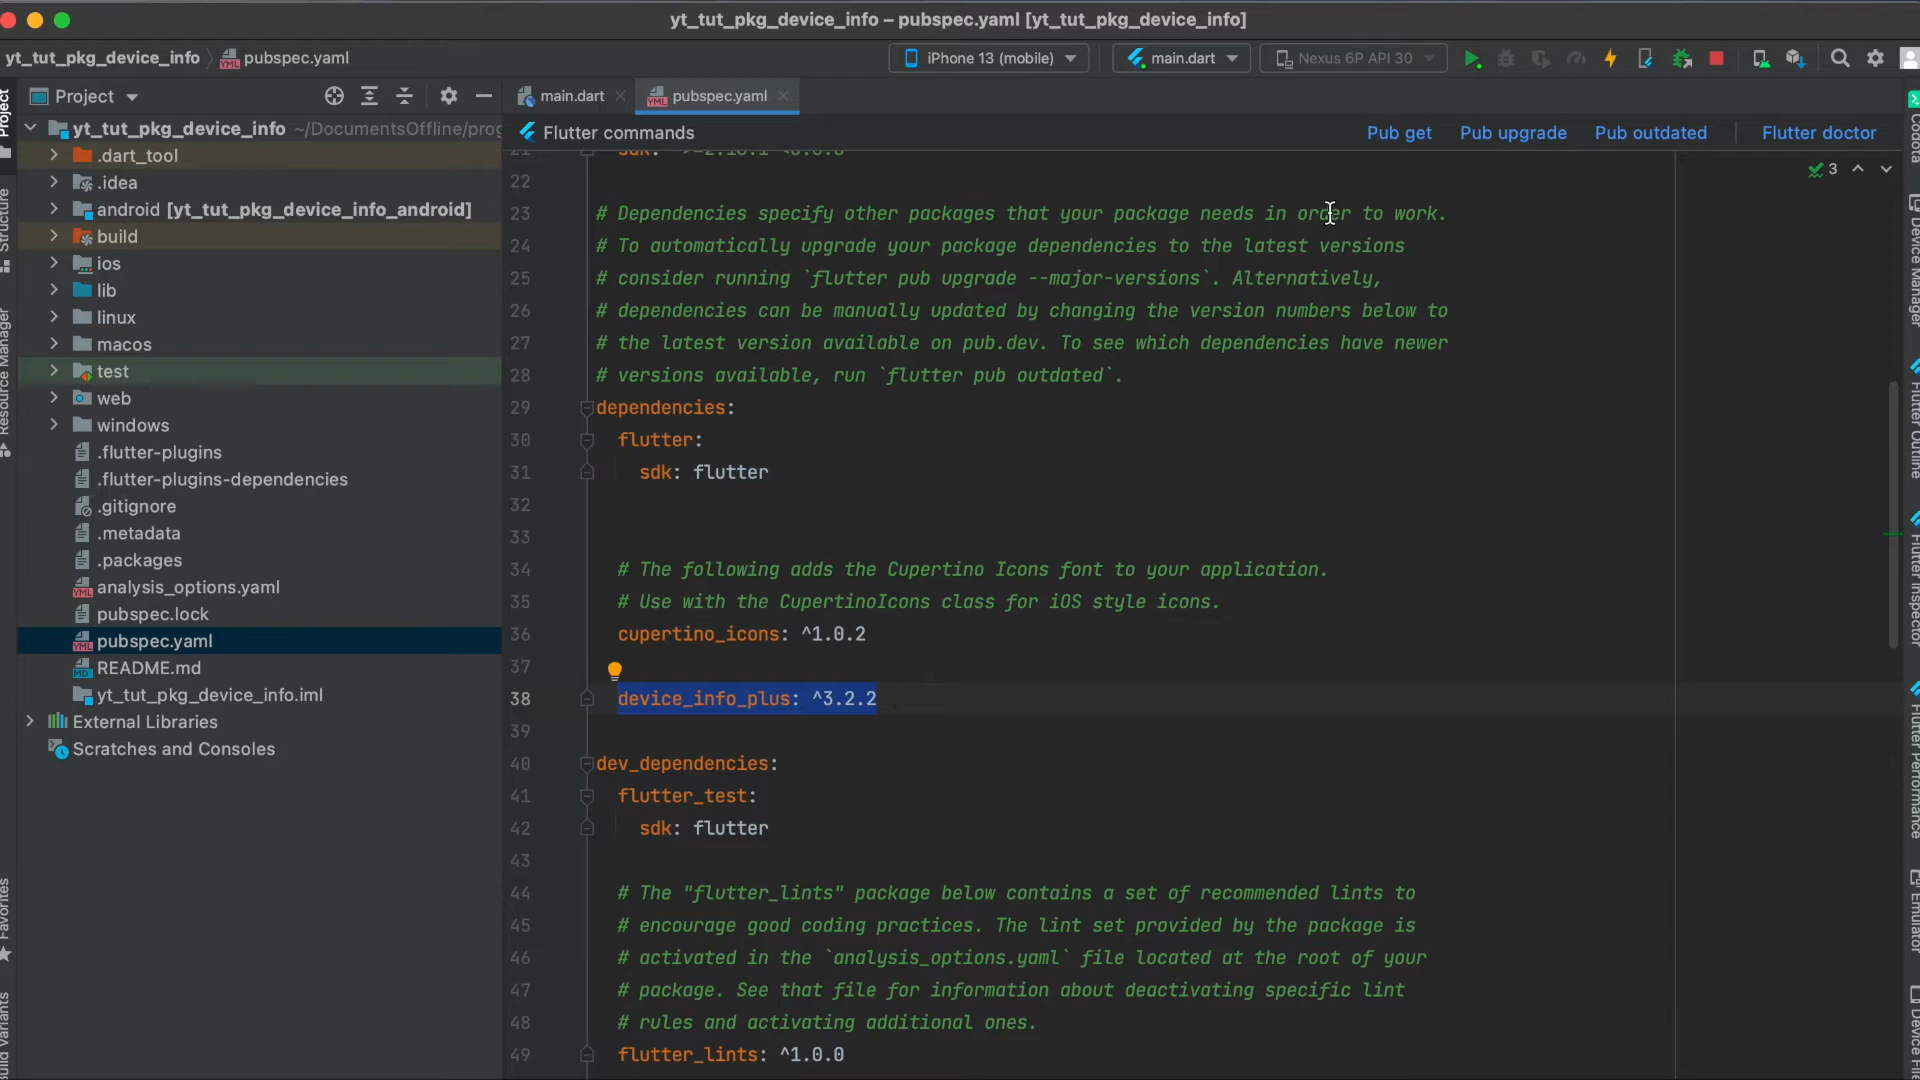 yt_tut_pkg_device_info – pubspec.yaml [yt_tut_pkg_device_info]
yt_tut_pkg_device_info
pubspec.yaml
iPhone 13 (mobile)
main.dart
Nexus 6P API 30
Project
Project
main.dart
pubspec.yaml
Flutter commands
Pub get
Pub upgrade
Pub outdated
Flutter doctor
Structure
Resource Manager
Favorites
Build Variants
yt_tut_pkg_device_info ~/DocumentsOffline/prog
.dart_tool
.idea
android [yt_tut_pkg_device_info_android]
build
ios
lib
linux
macos
test
web
windows
.flutter-plugins
.flutter-plugins-dependencies
.gitignore
.metadata
.packages
analysis_options.yaml
pubspec.lock
pubspec.yaml
README.md
yt_tut_pkg_device_info.iml
External Libraries
Scratches and Consoles
3
22
23 # Dependencies specify other packages that your package needs in order to work.
24 # To automatically upgrade your package dependencies to the latest versions
25 # consider running `flutter pub upgrade --major-versions`. Alternatively,
26 # dependencies can be manually updated by changing the version numbers below to
27 # the latest version available on pub.dev. To see which dependencies have newer
28 # versions available, run `flutter pub outdated`.
29 dependencies:
30 flutter:
31 sdk: flutter
32
33
34 # The following adds the Cupertino Icons font to your application.
35 # Use with the CupertinoIcons class for iOS style icons.
36 cupertino_icons: ^1.0.2
37
38 device_info_plus: ^3.2.2
39
40 dev_dependencies:
41 flutter_test:
42 sdk: flutter
43
44 # The "flutter_lints" package below contains a set of recommended lints to
45 # encourage good coding practices. The lint set provided by the package is
46 # activated in the `analysis_options.yaml` file located at the root of your
47 # package. See that file for information about deactivating specific lint
48 # rules and activating additional ones.
49 flutter_lints: ^1.0.0
Codota
Device Manager
Flutter Outline
Flutter Inspector
Flutter Performance
Emulator
Device File